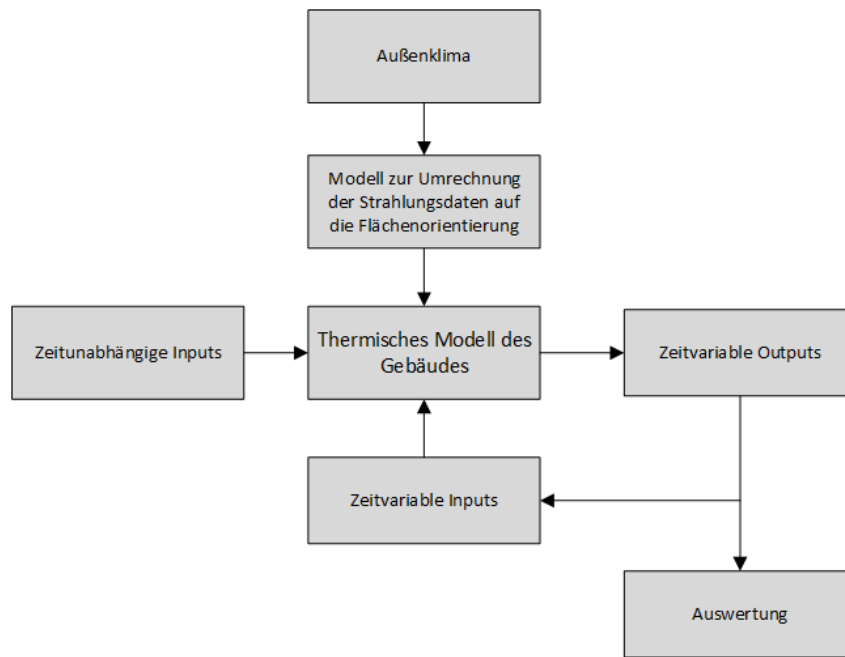 Außenklima
Modell zur Umrechnung
der Strahlungsdaten auf
die Flächenorientierung
Zeitunabhängige Inputs
Thermisches Modell des
Gebäudes
Zeitvariable Outputs
Zeitvariable Inputs
Auswertung